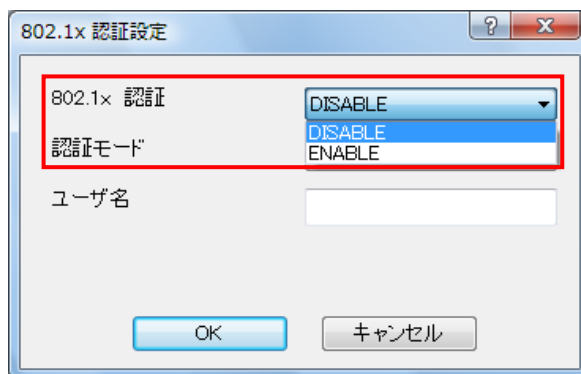 802.1x 認証設定
?
X
802.1x 認証
DISABLE
DISABLE
認証モード
ENABLE
ユーザ名
OK
キャンセル